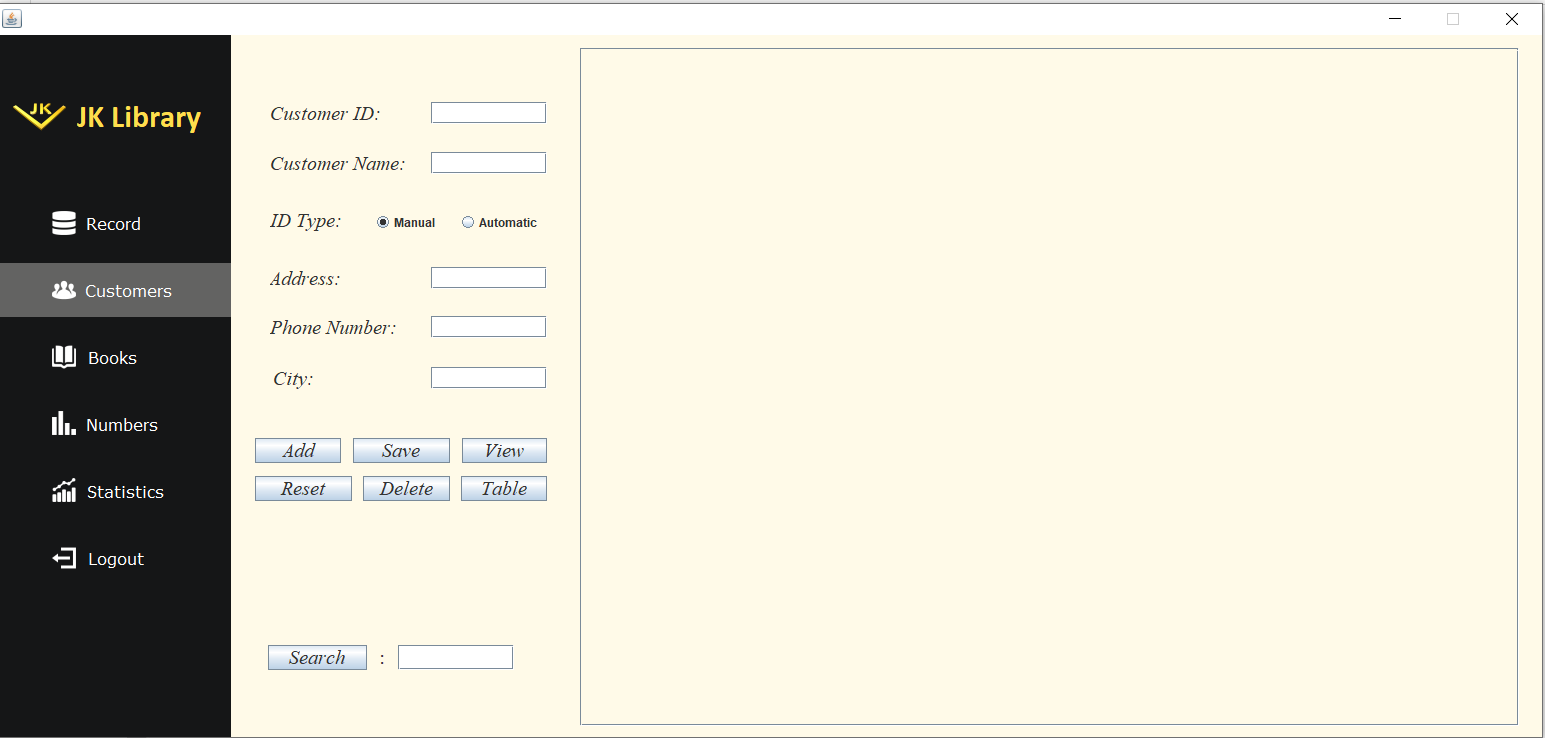 JK
JK Library
Record
Customers
Books
Numbers
Statistics
Logout
Customer ID:
Customer Name:
ID Type: Manual Automatic
Address:
Phone Number:
City:
Add Save View
Reset Delete Table
Search :